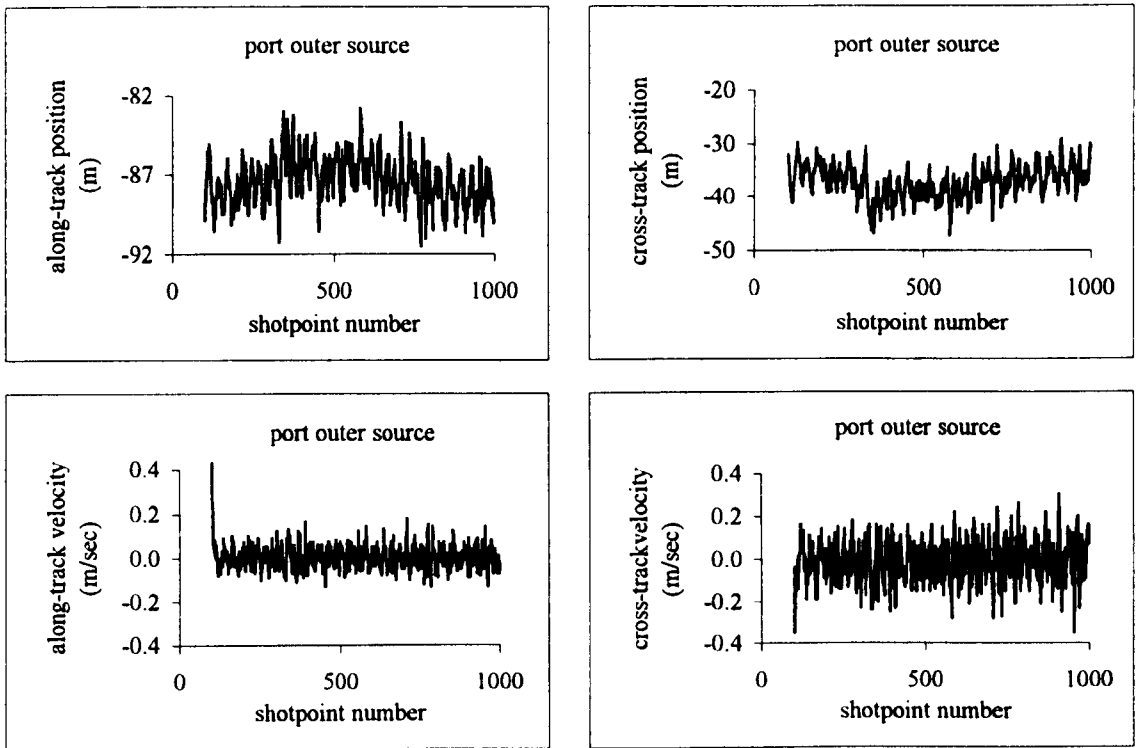 port outer source
along-track position
(m)
-82
-87
-92
0
500
1000
shotpoint number
port outer source
cross-track position
(m)
-20
-30
-40
-50
0
500
1000
shotpoint number
port outer source
along-track velocity
(m/sec)
0.4
0.2
0.0
-0.2
-0.4
0
500
1000
shotpoint number
port outer source
cross-trackvelocity
(m/sec)
0.4
0.2
0.0
-0.2
-0.4
0
500
1000
shotpoint number